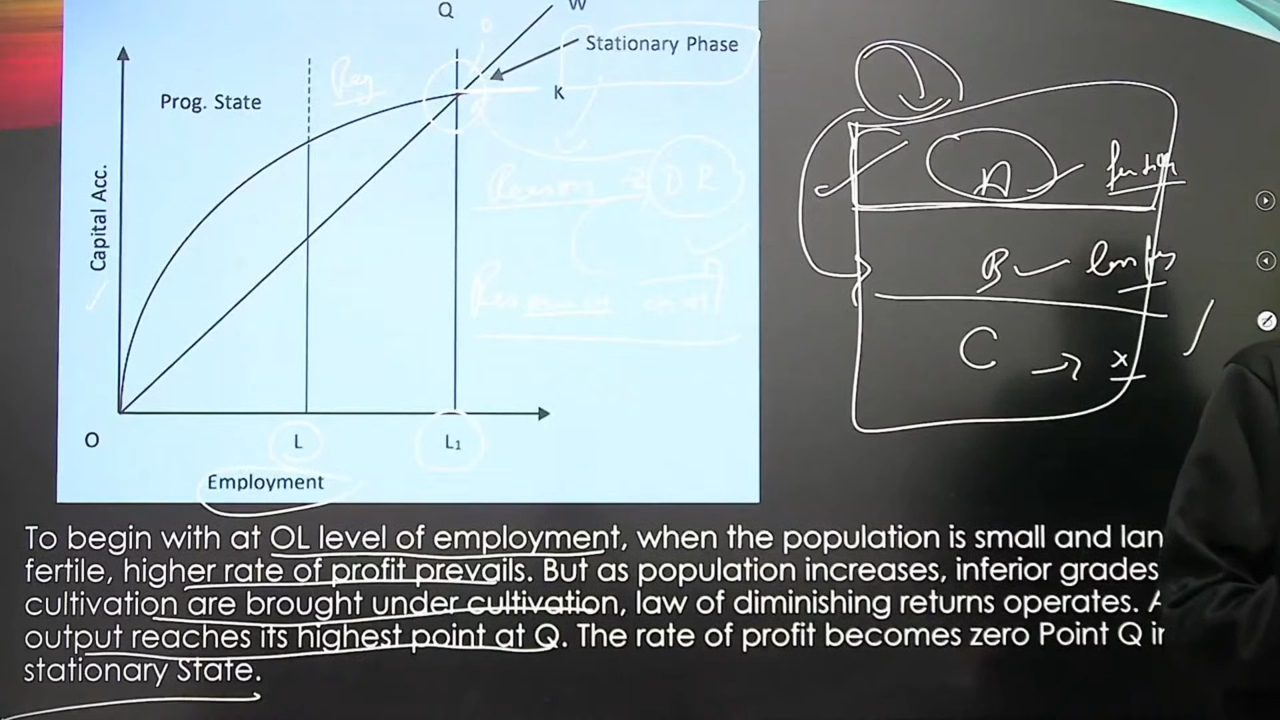 Q
W
Stationary Phase
K
Prog. State
Capital Acc.
O
L
L1
Employment
D R
A
B
C → x
To begin with at OL level of employment, when the population is small and lan
fertile, higher rate of profit prevails. But as population increases, inferior grades
cultivation are brought under cultivation, law of diminishing returns operates. A
output reaches its highest point at Q. The rate of profit becomes zero Point Q in
stationary State.